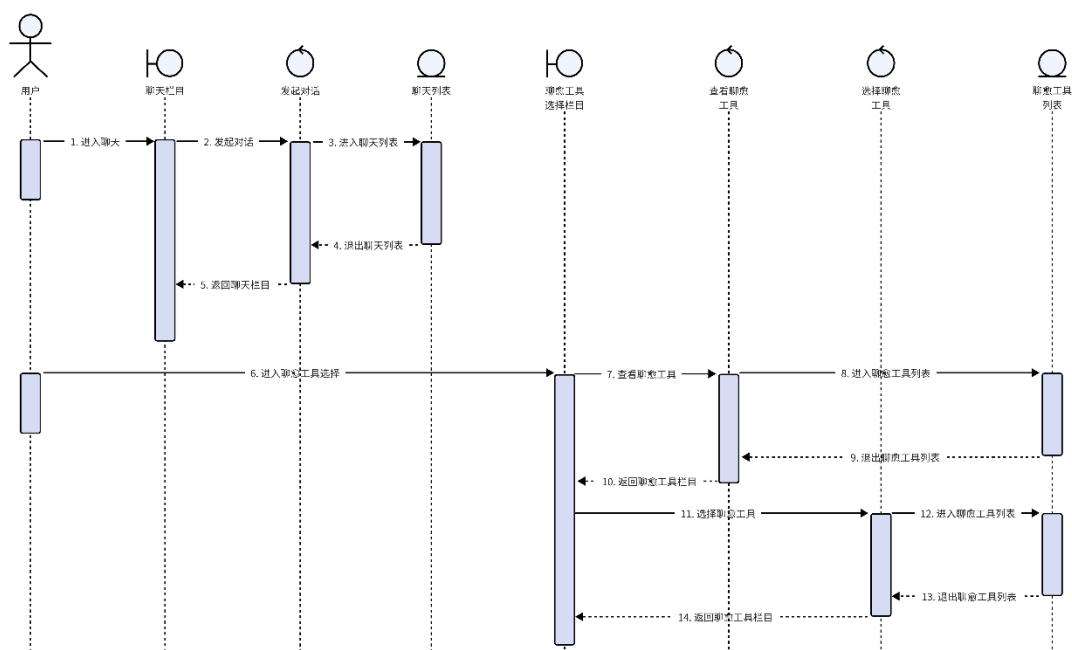 用户
聊天栏目
发起对话
聊天列表
聊愈工具
选择栏目
查看聊愈
工具
选择聊愈
工具
聊愈工具
列表
1. 进入聊天
2. 发起对话
3. 进入聊天列表
4. 退出聊天列表
5. 返回聊天栏目
6. 进入聊愈工具选择
7. 查看聊愈工具
8. 进入聊愈工具列表
9. 退出聊愈工具列表
10. 返回聊愈工具栏目
11. 选择聊愈工具
12. 进入聊愈工具列表
13. 退出聊愈工具列表
14. 返回聊愈工具栏目